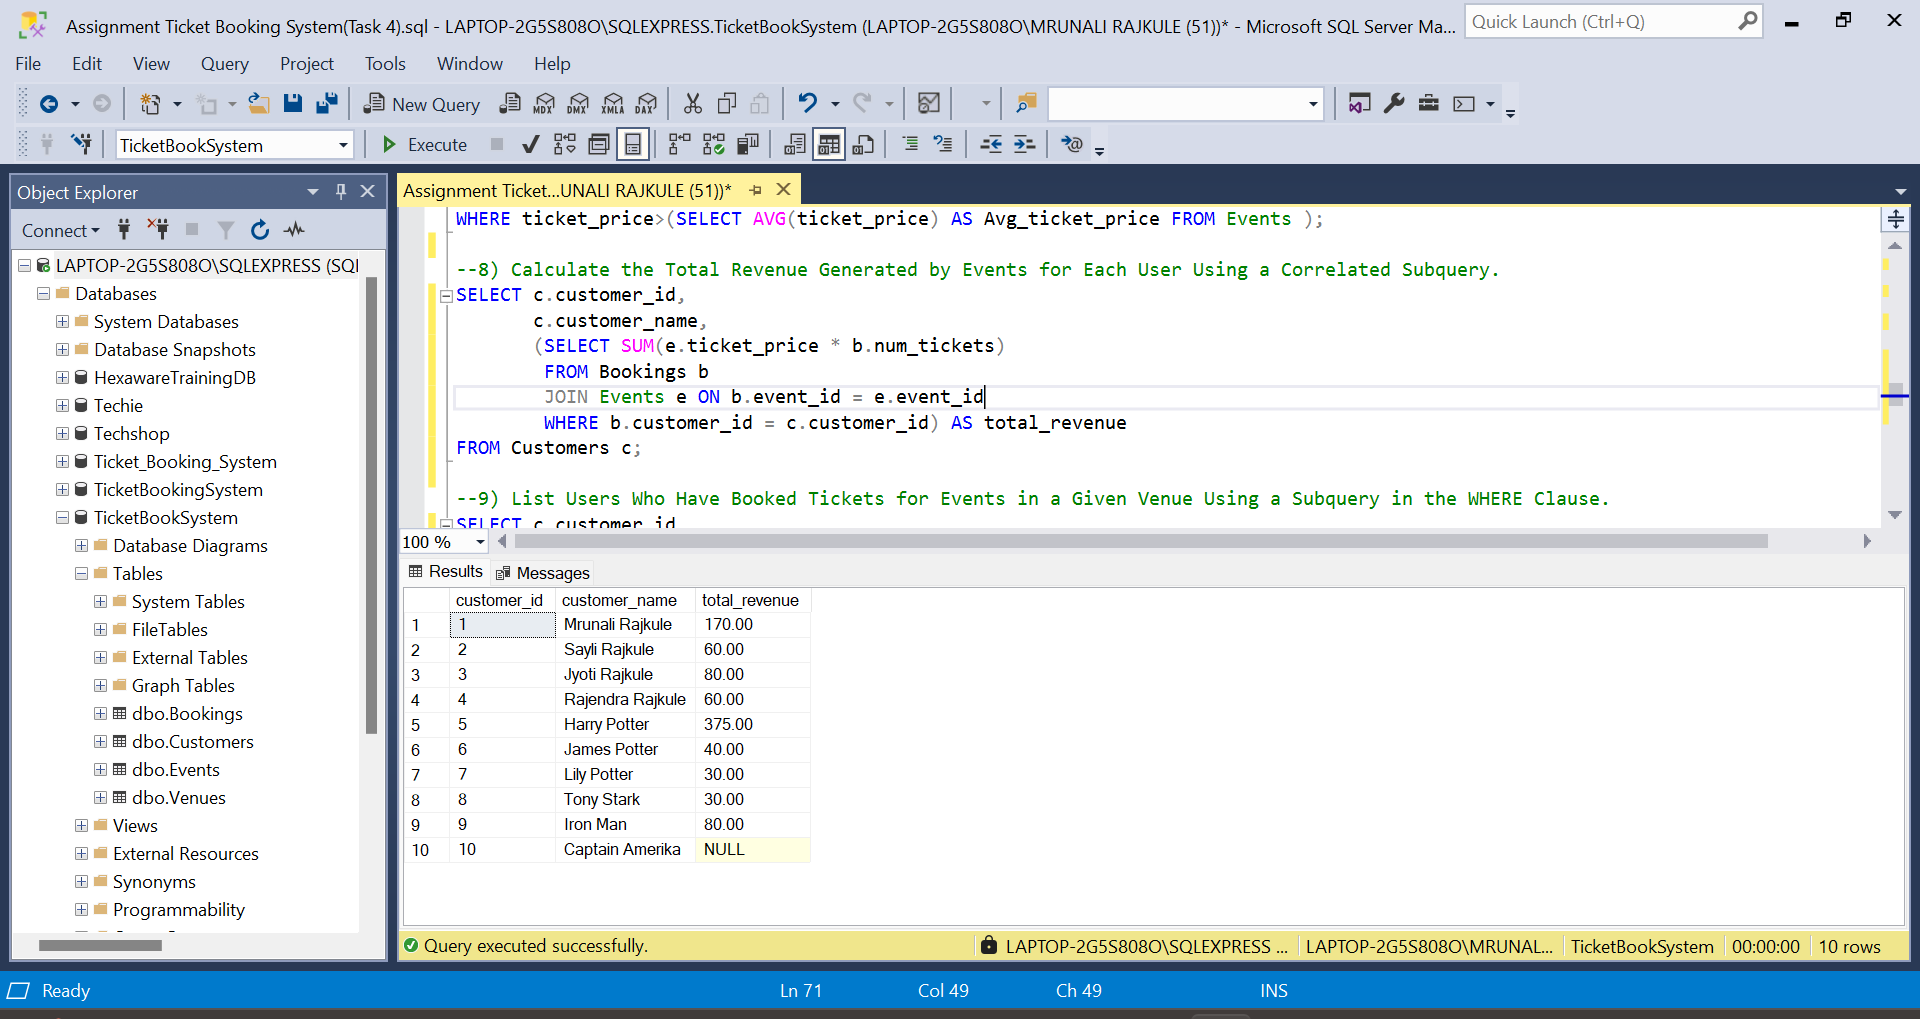 Assignment Ticket Booking System(Task 4).sql - LAPTOP-2G5S808O\SQLEXPRESS.TicketBookSystem (LAPTOP-2G5S808O\MRUNALI RAJKULE (51))* - Microsoft SQL Server Ma...
Quick Launch (Ctrl+Q)
File Edit View Query Project Tools Window Help
New Query MDX DMX XMLA DAX
TicketBookSystem Execute
Object Explorer
Connect
LAPTOP-2G5S808O\SQLEXPRESS (SQL
Databases
System Databases
Database Snapshots
HexawareTrainingDB
Techie
Techshop
Ticket_Booking_System
TicketBookingSystem
TicketBookSystem
Database Diagrams
Tables
System Tables
FileTables
External Tables
Graph Tables
dbo.Bookings
dbo.Customers
dbo.Events
dbo.Venues
Views
External Resources
Synonyms
Programmability
Assignment Ticket...UNALI RAJKULE (51))*
WHERE ticket_price>(SELECT AVG(ticket_price) AS Avg_ticket_price FROM Events );
--8) Calculate the Total Revenue Generated by Events for Each User Using a Correlated Subquery.
SELECT c.customer_id,
c.customer_name,
(SELECT SUM(e.ticket_price * b.num_tickets)
FROM Bookings b
JOIN Events e ON b.event_id = e.event_id
WHERE b.customer_id = c.customer_id) AS total_revenue
FROM Customers c;
--9) List Users Who Have Booked Tickets for Events in a Given Venue Using a Subquery in the WHERE Clause.
SELECT c.customer_id
100 %
Results Messages
customer_id customer_name total_revenue
1 1 Mrunali Rajkule 170.00
2 2 Sayli Rajkule 60.00
3 3 Jyoti Rajkule 80.00
4 4 Rajendra Rajkule 60.00
5 5 Harry Potter 375.00
6 6 James Potter 40.00
7 7 Lily Potter 30.00
8 8 Tony Stark 30.00
9 9 Iron Man 80.00
10 10 Captain Amerika NULL
Query executed successfully. LAPTOP-2G5S808O\SQLEXPRESS ... LAPTOP-2G5S808O\MRUNAL... TicketBookSystem 00:00:00 10 rows
Ready Ln 71 Col 49 Ch 49 INS